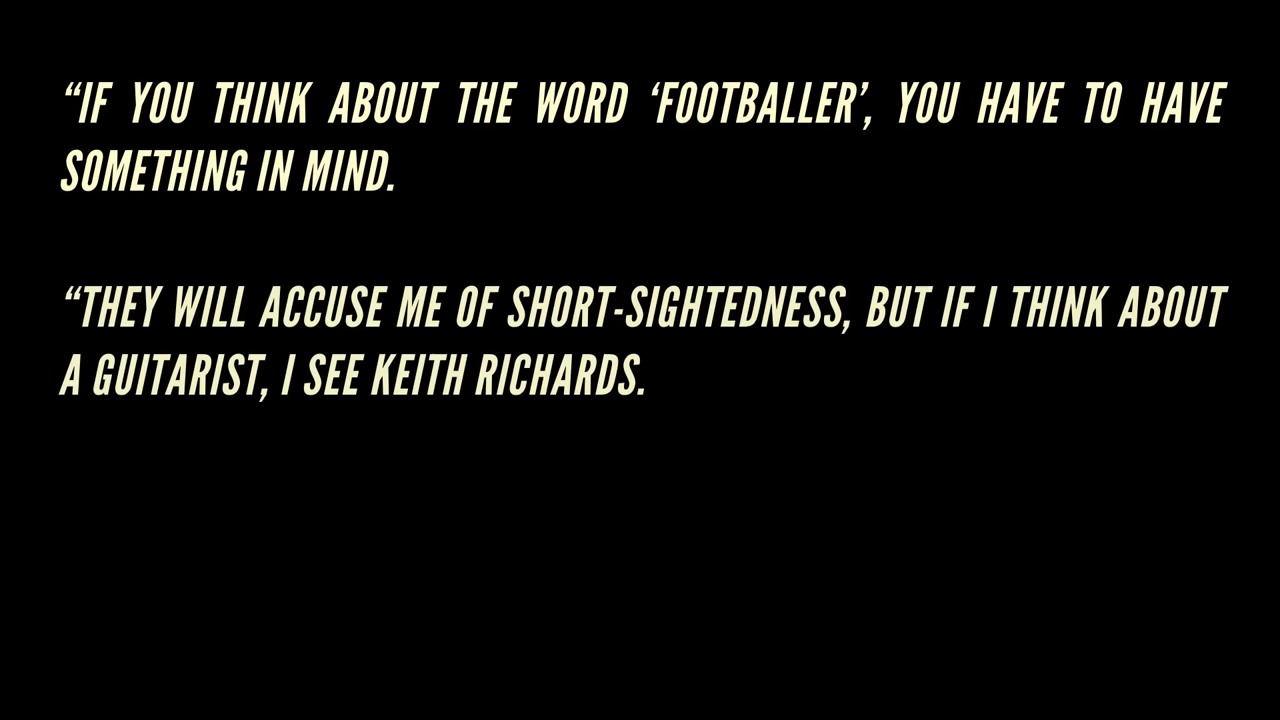 “IF YOU THINK ABOUT THE WORD ‘FOOTBALLER’, YOU HAVE TO HAVE
SOMETHING IN MIND.
“THEY WILL ACCUSE ME OF SHORT-SIGHTEDNESS, BUT IF I THINK ABOUT
A GUITARIST, I SEE KEITH RICHARDS.